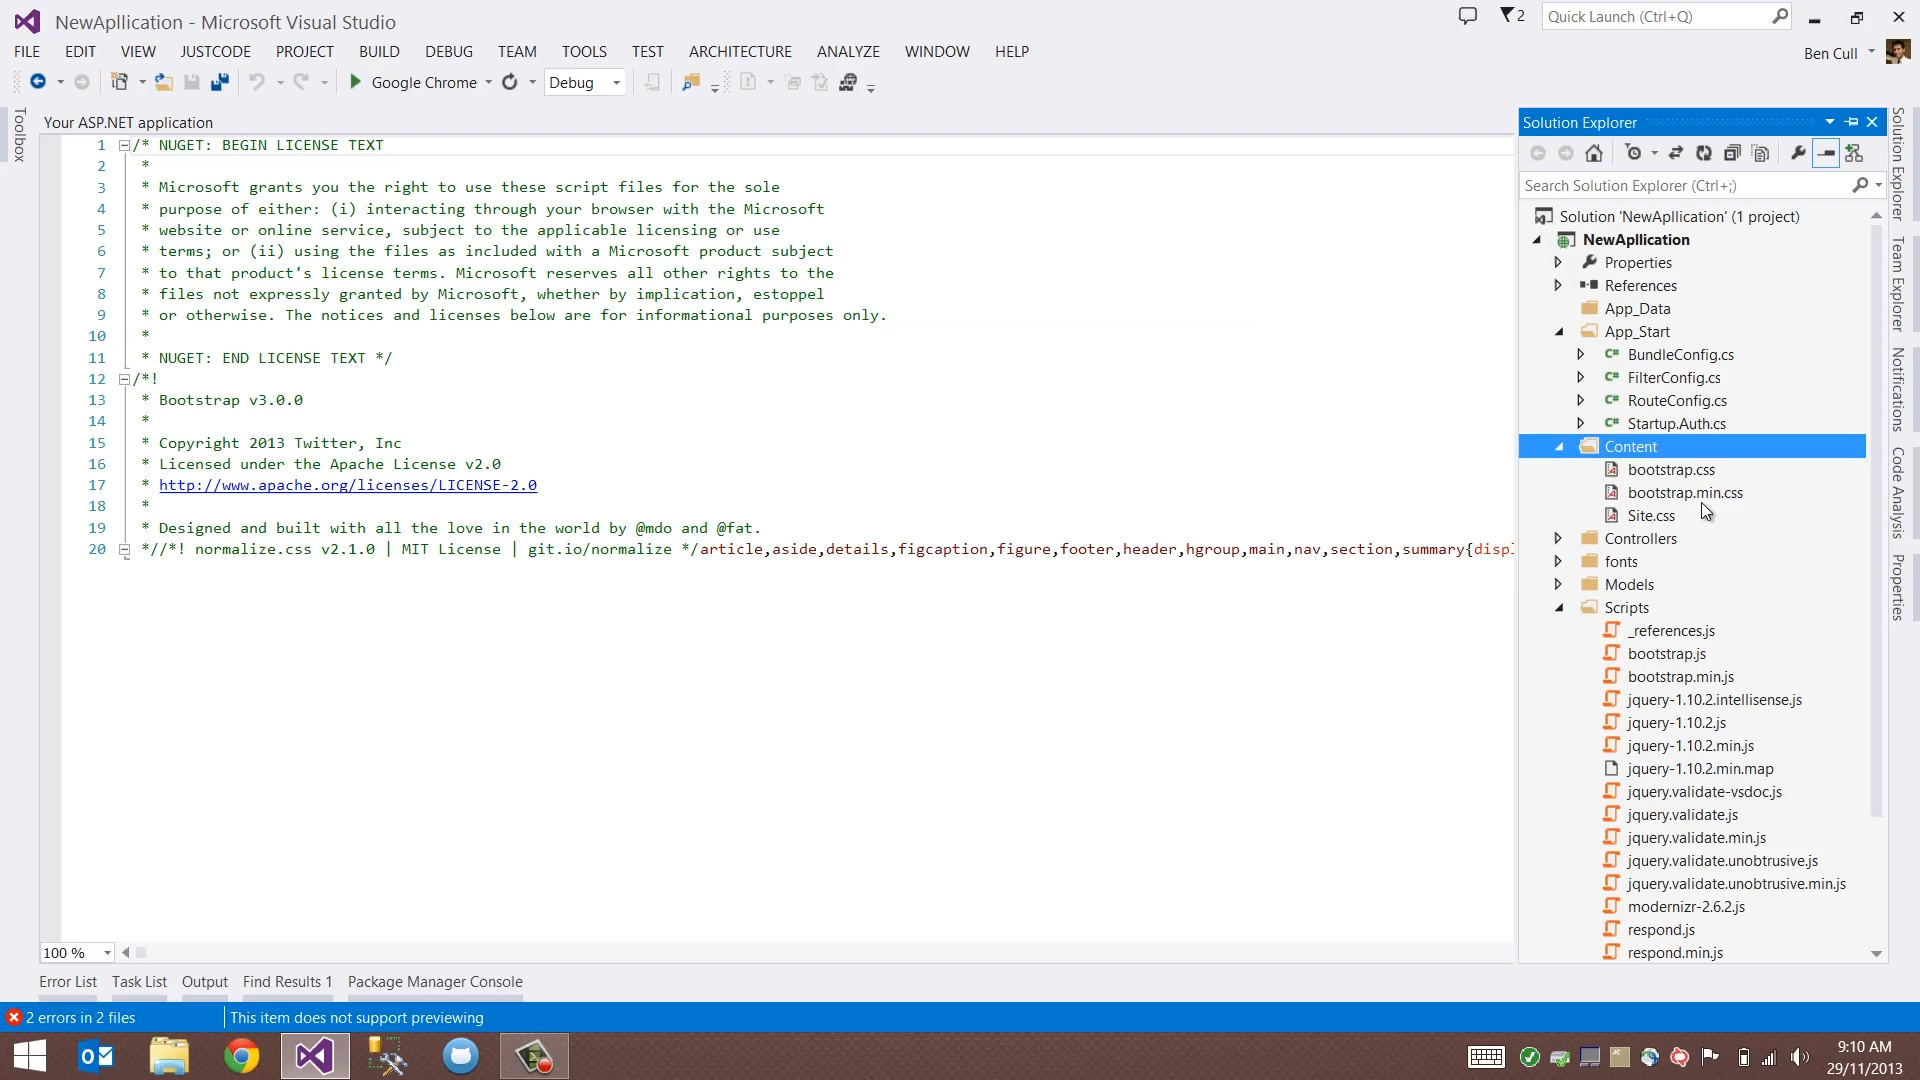 NewApllication - Microsoft Visual Studio
2
Quick Launch (Ctrl+Q)
FILE EDIT VIEW JUSTCODE PROJECT BUILD DEBUG TEAM TOOLS TEST ARCHITECTURE ANALYZE WINDOW HELP
Ben Cull
Google Chrome
Debug
Toolbox
Your ASP.NET application
1 /* NUGET: BEGIN LICENSE TEXT
2 *
3 * Microsoft grants you the right to use these script files for the sole
4 * purpose of either: (i) interacting through your browser with the Microsoft
5 * website or online service, subject to the applicable licensing or use
6 * terms; or (ii) using the files as included with a Microsoft product subject
7 * to that product's license terms. Microsoft reserves all other rights to the
8 * files not expressly granted by Microsoft, whether by implication, estoppel
9 * or otherwise. The notices and licenses below are for informational purposes only.
10 *
11 * NUGET: END LICENSE TEXT */
12 /*!
13 * Bootstrap v3.0.0
14 *
15 * Copyright 2013 Twitter, Inc
16 * Licensed under the Apache License v2.0
17 * http://www.apache.org/licenses/LICENSE-2.0
18 *
19 * Designed and built with all the love in the world by @mdo and @fat.
20 *//*! normalize.css v2.1.0 | MIT License | git.io/normalize */article,aside,details,figcaption,figure,footer,header,hgroup,main,nav,section,summary{displ
100 %
Solution Explorer
Search Solution Explorer (Ctrl+;)
Solution 'NewApllication' (1 project)
NewApllication
Properties
References
App_Data
App_Start
BundleConfig.cs
FilterConfig.cs
RouteConfig.cs
Startup.Auth.cs
Content
bootstrap.css
bootstrap.min.css
Site.css
Controllers
fonts
Models
Scripts
_references.js
bootstrap.js
bootstrap.min.js
jquery-1.10.2.intellisense.js
jquery-1.10.2.js
jquery-1.10.2.min.js
jquery-1.10.2.min.map
jquery.validate-vsdoc.js
jquery.validate.js
jquery.validate.min.js
jquery.validate.unobtrusive.js
jquery.validate.unobtrusive.min.js
modernizr-2.6.2.js
respond.js
respond.min.js
Solution Explorer
Team Explorer
Notifications
Code Analysis
Properties
Error List Task List Output Find Results 1 Package Manager Console
2 errors in 2 files
This item does not support previewing
9:10 AM
29/11/2013